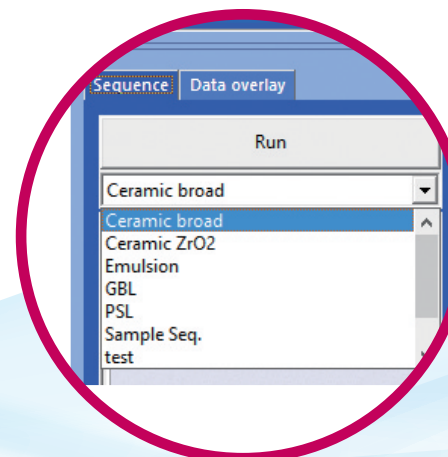 Sequence Data overlay
Run
Ceramic broad
Ceramic broad
Ceramic ZrO2
Emulsion
GBL
PSL
Sample Seq.
test